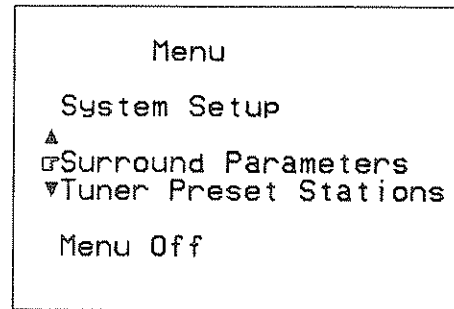 Menu
System Setup
Surround Parameters
Tuner Preset Stations
Menu Off